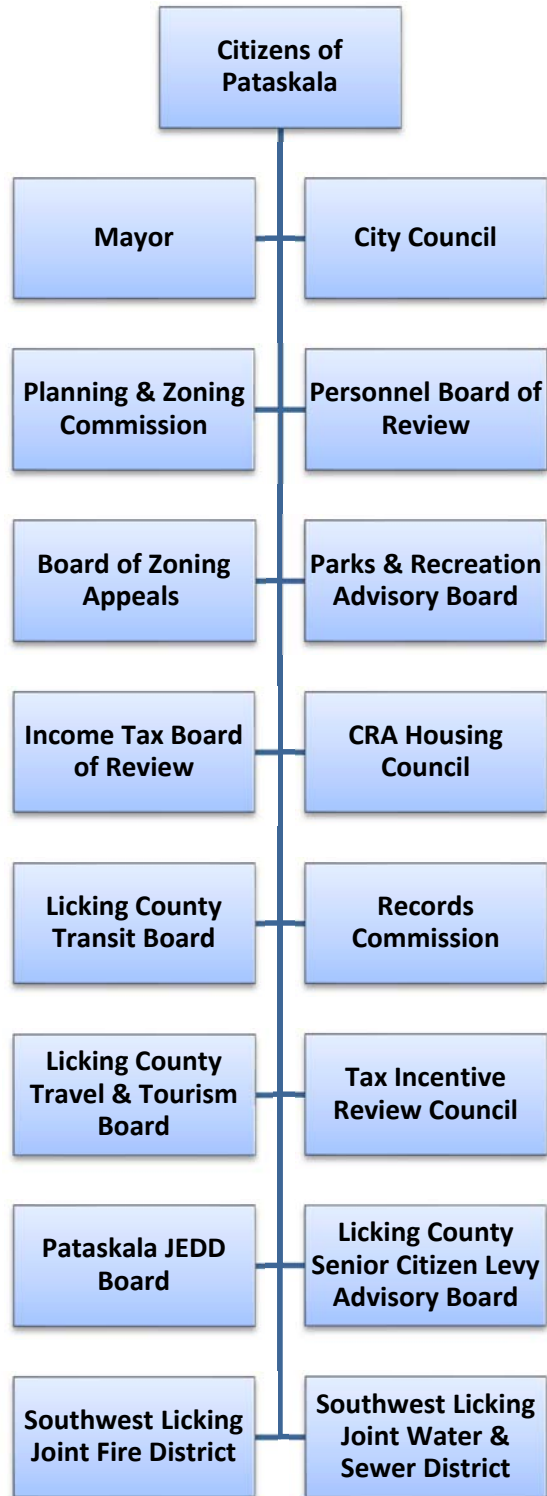 Citizens of
Pataskala
Mayor
City Council
Planning & Zoning
Commission
Personnel Board of
Review
Board of Zoning
Appeals
Parks & Recreation
Advisory Board
Income Tax Board
of Review
CRA Housing
Council
Licking County
Transit Board
Records
Commission
Licking County
Travel & Tourism
Board
Tax Incentive
Review Council
Pataskala JEDD
Board
Licking County
Senior Citizen Levy
Advisory Board
Southwest Licking
Joint Fire District
Southwest Licking
Joint Water &
Sewer District